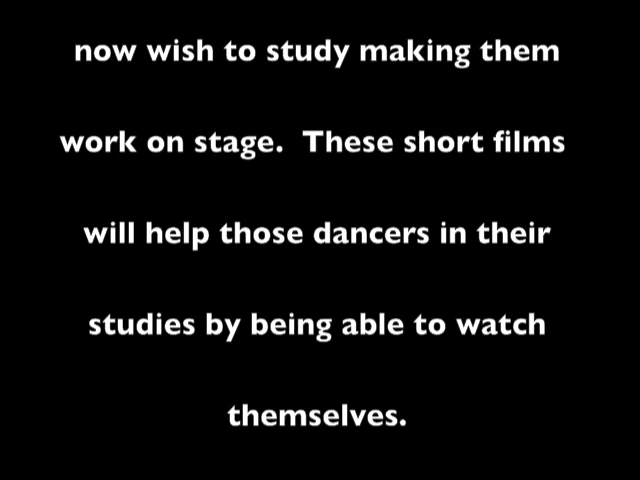 now wish to study making them
work on stage.  These short films
will help those dancers in their
studies by being able to watch
themselves.